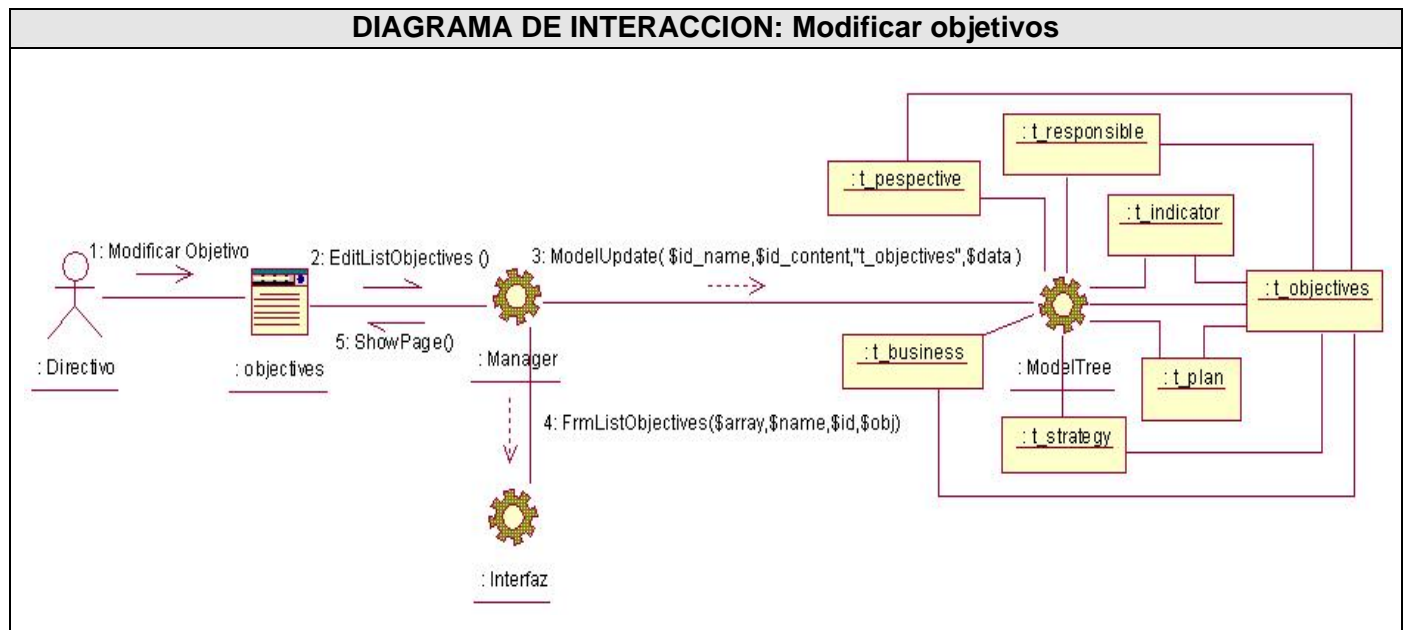 DIAGRAMA DE INTERACCION: Modificar objetivos
: t_responsible
: t_pespective
: t_indicator
1: Modificar Objetivo
2: EditListObjectives ()
3: ModelUpdate( $id_name,$id_content,"t_objectives",$data )
: t_objectives
5: ShowPage()
: Directivo
: objectives
: Manager
: t_business
: ModelTree
: t_plan
4: FrmListObjectives($array,$name,$id,$obj)
: t_strategy
: Interfaz